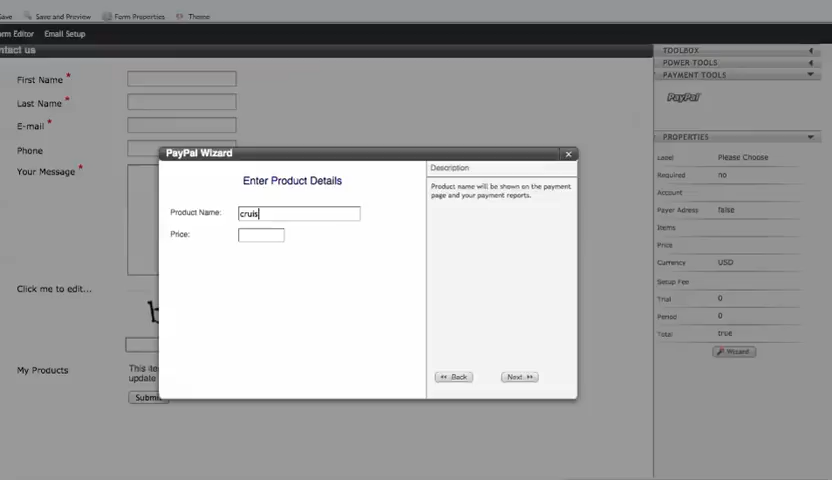 Save
Save and Preview
Form Properties
Theme
orm Editor
Email Setup
ntact us
First Name *
Last Name *
E-mail *
Phone
Your Message *
Click me to edit...
b
My Products
This ite
update
Submi
PayPal Wizard
Enter Product Details
Product Name:
cruis
Price:
Description
Product name will be shown on the payment
page and your payment reports.
Back
Next
TOOLBOX
POWER TOOLS
PAYMENT TOOLS
PayPal
PROPERTIES
Label Please Choose
Required no
Account
Payer Adress false
Items
Price
Currency USD
Setup Fee
Trial 0
Period 0
Total true
Wizard